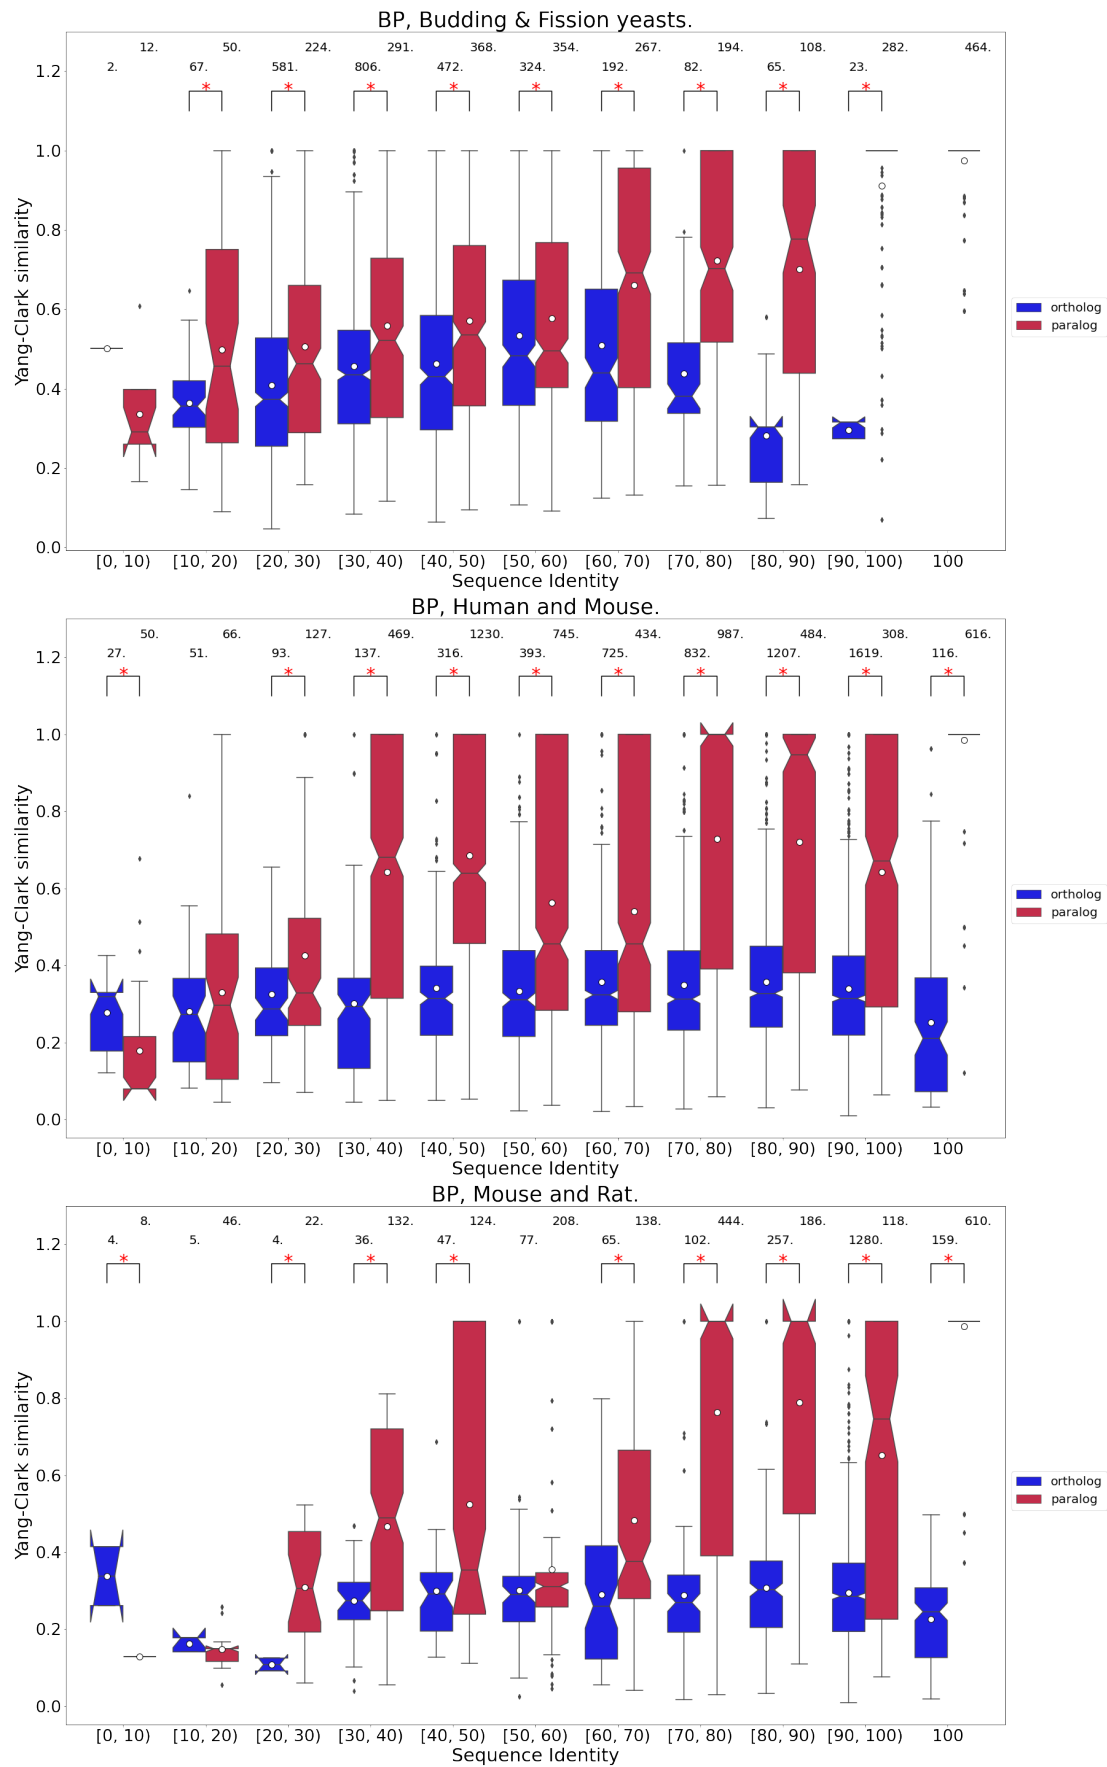 BP, Budding & Fission yeasts.
12. 50. 224. 291. 368. 354. 267. 194. 108. 282. 464.
2. 67. 581. 806. 472. 324. 192. 82. 65. 23.
* * * * * * * * *
1.2
1.0
0.8
0.6
0.4
0.2
0.0
Yang-Clark similarity
ortholog
paralog
[0, 10) [10, 20) [20, 30) [30, 40) [40, 50) [50, 60) [60, 70) [70, 80) [80, 90) [90, 100) 100
Sequence Identity
BP, Human and Mouse.
50. 66. 127. 469. 1230. 745. 434. 987. 484. 308. 616.
27. 51. 93. 137. 316. 393. 725. 832. 1207. 1619. 116.
* * * * * * * * * *
1.2
1.0
0.8
0.6
0.4
0.2
0.0
Yang-Clark similarity
ortholog
paralog
[0, 10) [10, 20) [20, 30) [30, 40) [40, 50) [50, 60) [60, 70) [70, 80) [80, 90) [90, 100) 100
Sequence Identity
BP, Mouse and Rat.
8. 46. 22. 132. 124. 208. 138. 444. 186. 118. 610.
4. 5. 4. 36. 47. 77. 65. 102. 257. 1280. 159.
* * * * * * * * *
1.2
1.0
0.8
0.6
0.4
0.2
0.0
Yang-Clark similarity
ortholog
paralog
[0, 10) [10, 20) [20, 30) [30, 40) [40, 50) [50, 60) [60, 70) [70, 80) [80, 90) [90, 100) 100
Sequence Identity